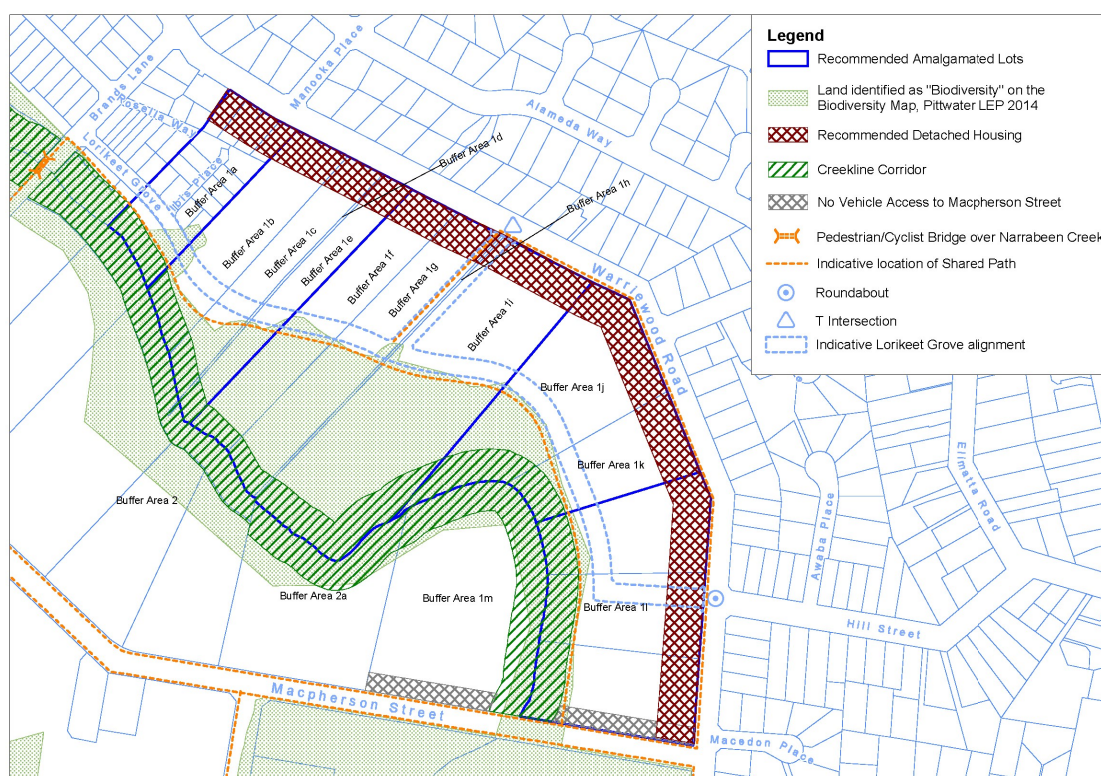 Legend
Recommended Amalgamated Lots
Land identified as "Biodiversity" on the
Biodiversity Map, Pittwater LEP 2014
Recommended Detached Housing
Creekline Corridor
No Vehicle Access to Macpherson Street
Pedestrian/Cyclist Bridge over Narrabeen Creek
Indicative location of Shared Path
Roundabout
T Intersection
Indicative Lorikeet Grove alignment
Brands Lane
Rosella Way
Manooka Place
Lorikeet Grove
Ibis Place
Alameda Way
Buffer Area 1a
Buffer Area 1b
Buffer Area 1c
Buffer Area 1d
Buffer Area 1e
Buffer Area 1f
Buffer Area 1g
Buffer Area 1h
Buffer Area 1i
Warriewood Road
Buffer Area 1j
Buffer Area 1k
Buffer Area 2
Buffer Area 2a
Buffer Area 1m
Buffer Area 1l
Awaba Place
Elimatta Road
Hill Street
Macpherson Street
Macedon Place